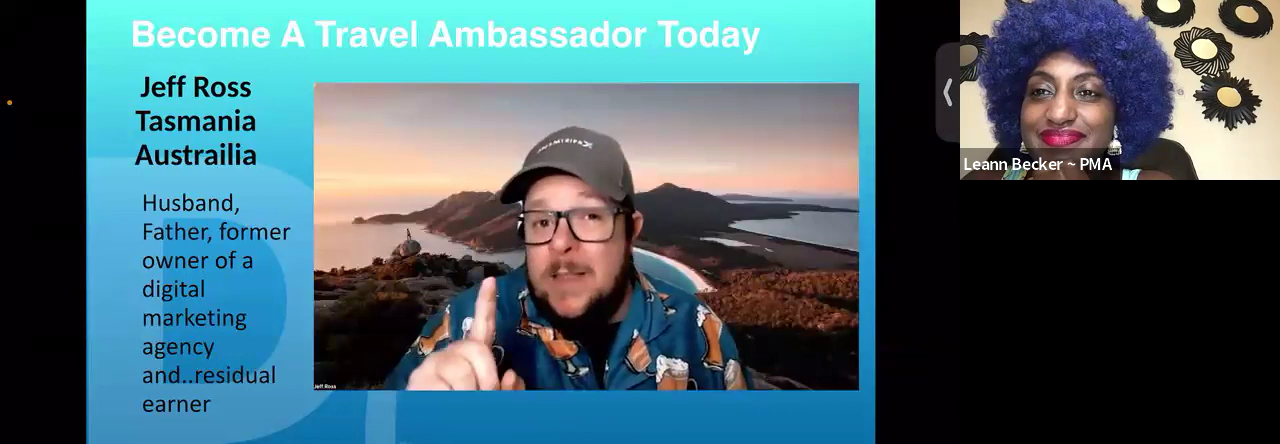 Become A Travel Ambassador Today
Jeff Ross
Tasmania
Austrailia
Husband,
Father, former
owner of a
digital
marketing
agency
and..residual
earner
Jeff Ross
Leann Becker ~ PMA